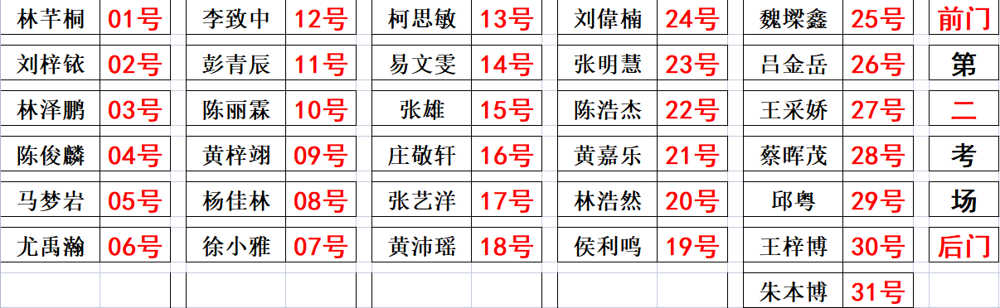 林芊桐 01号 李致中 12号 柯思敏 13号 刘偉楠 24号 魏墚鑫 25号 前门
刘梓铱 02号 彭青辰 11号 易文雯 14号 张明慧 23号 吕金岳 26号 第
林泽鹏 03号 陈丽霖 10号 张雄 15号 陈浩杰 22号 王采娇 27号 二
陈俊麟 04号 黄梓翊 09号 庄敬轩 16号 黄嘉乐 21号 蔡晖茂 28号 考
马梦岩 05号 杨佳林 08号 张艺洋 17号 林浩然 20号 邱粤 29号 场
尤禹瀚 06号 徐小雅 07号 黄沛瑶 18号 侯利鸣 19号 王梓博 30号 后门
朱本博 31号